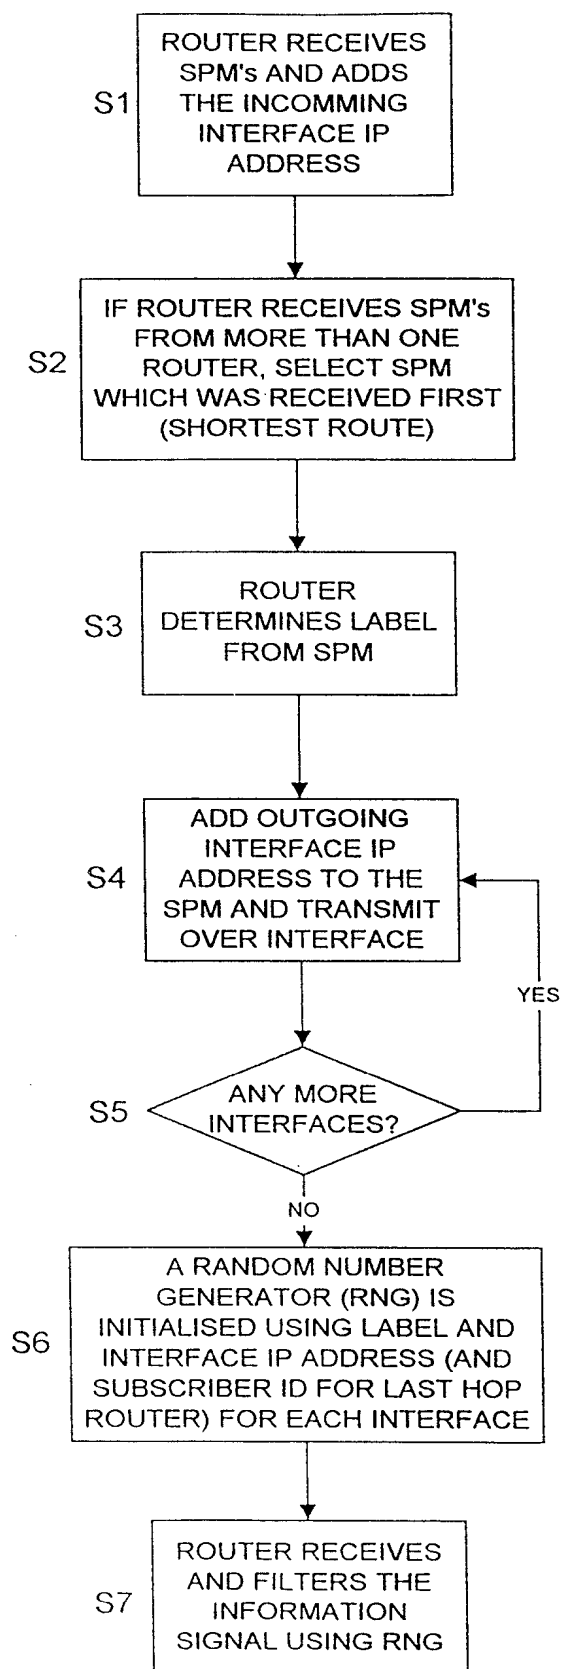 S1
ROUTER RECEIVES
SPM's AND ADDS
THE INCOMMING
INTERFACE IP
ADDRESS
S2
IF ROUTER RECEIVES SPM's
FROM MORE THAN ONE
ROUTER, SELECT SPM
WHICH WAS RECEIVED FIRST
(SHORTEST ROUTE)
S3
ROUTER
DETERMINES LABEL
FROM SPM
S4
ADD OUTGOING
INTERFACE IP
ADDRESS TO THE
SPM AND TRANSMIT
OVER INTERFACE
YES
S5
ANY MORE
INTERFACES?
NO
S6
A RANDOM NUMBER
GENERATOR (RNG) IS
INITIALISED USING LABEL AND
INTERFACE IP ADDRESS (AND
SUBSCRIBER ID FOR LAST HOP
ROUTER) FOR EACH INTERFACE
S7
ROUTER RECEIVES
AND FILTERS THE
INFORMATION
SIGNAL USING RNG